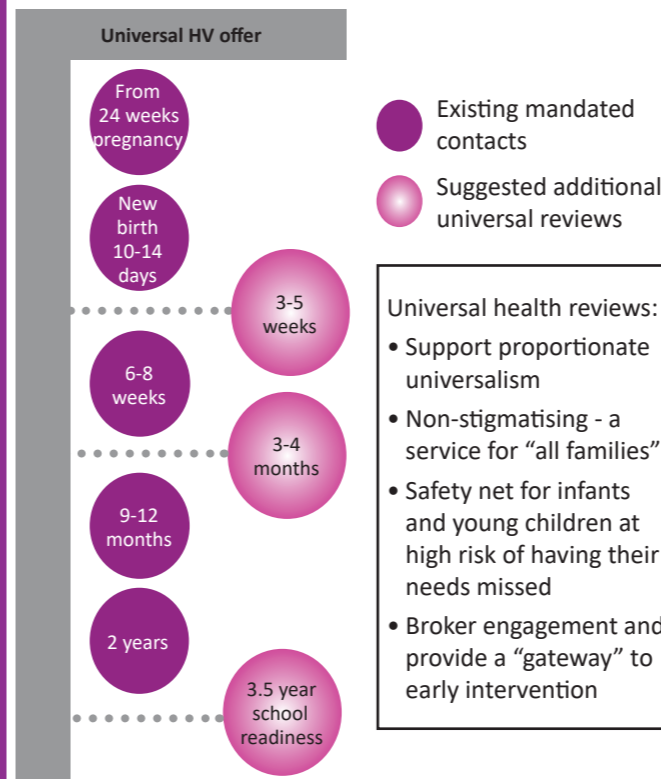 Universal HV offer
From
24 weeks
pregnancy
New
birth
10-14
days
3-5
weeks
6-8
weeks
3-4
months
9-12
months
2 years
3.5 year
school
readiness
Existing mandated
contacts
Suggested additional
universal reviews
Universal health reviews:
• Support proportionate
universalism
• Non-stigmatising - a
service for “all families”
• Safety net for infants
and young children at
high risk of having their
needs missed
• Broker engagement and
provide a “gateway” to
early intervention